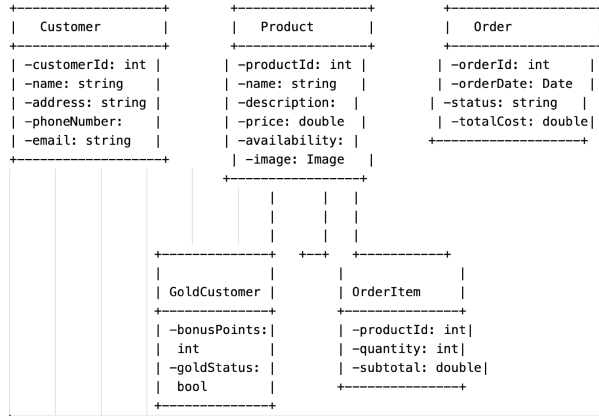 Customer
Product
Order
-customerId: int
-name: string
-address: string
-phoneNumber:
-email: string
-productId: int
-name: string
-description:
-price: double
-availability:
-image: Image
-orderId: int
-orderDate: Date
-status: string
-totalCost: double
GoldCustomer
-bonusPoints:
int
-goldStatus:
bool
OrderItem
-productId: int
-quantity: int
-subtotal: double